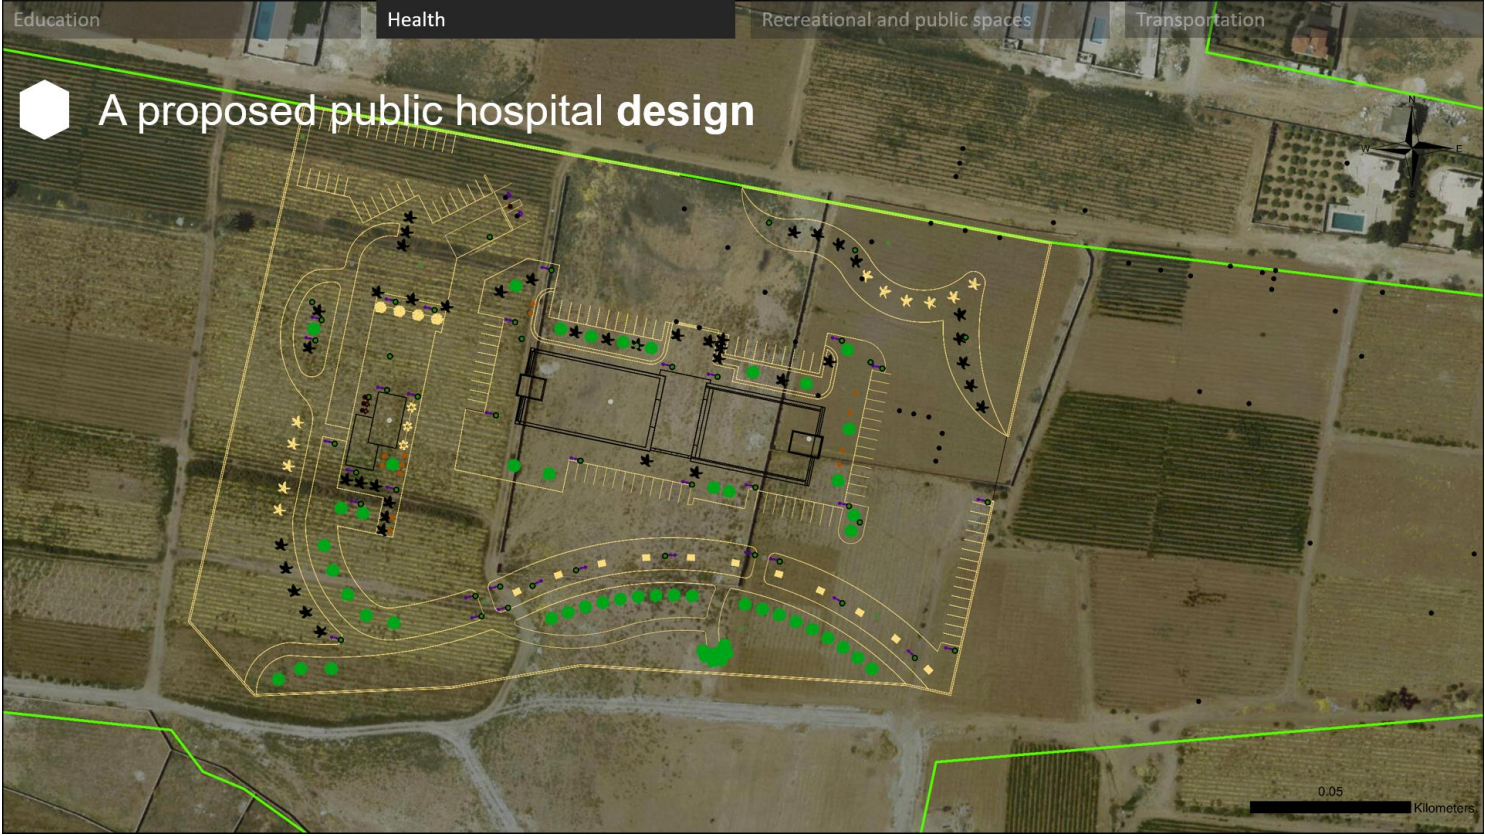 Education
Health
Recreational and public spaces
Transportation
A proposed public hospital design
N
W
E
0.05
Kilometers